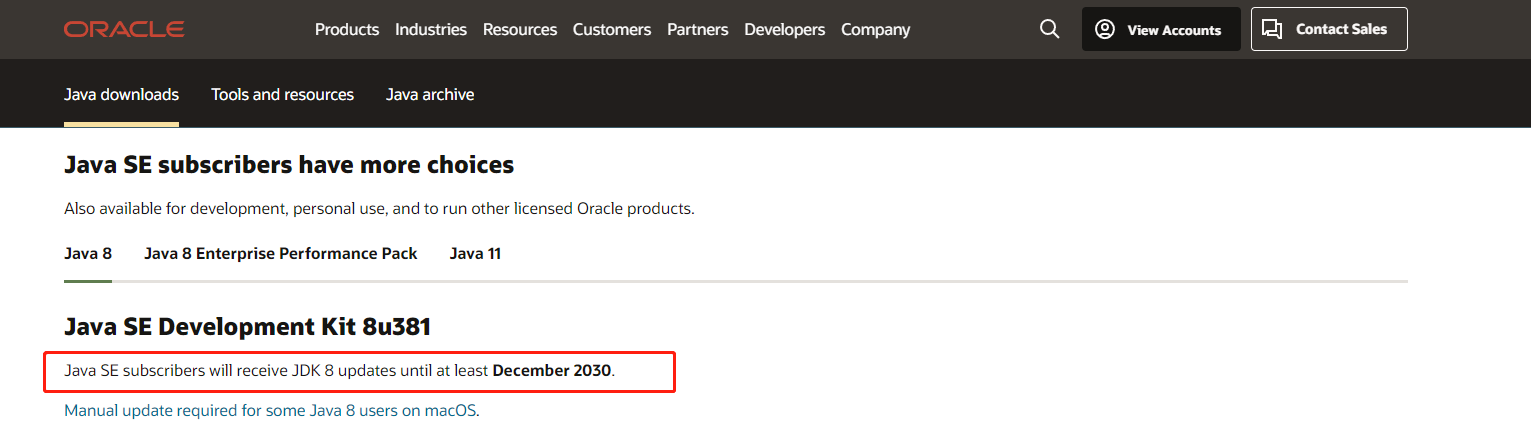 ORACLE Products Industries Resources Customers Partners Developers Company View Accounts Contact Sales
Java downloads Tools and resources Java archive
Java SE subscribers have more choices
Also available for development, personal use, and to run other licensed Oracle products.
Java 8 Java 8 Enterprise Performance Pack Java 11
Java SE Development Kit 8u381
Java SE subscribers will receive JDK 8 updates until at least December 2030.
Manual update required for some Java 8 users on macOS.